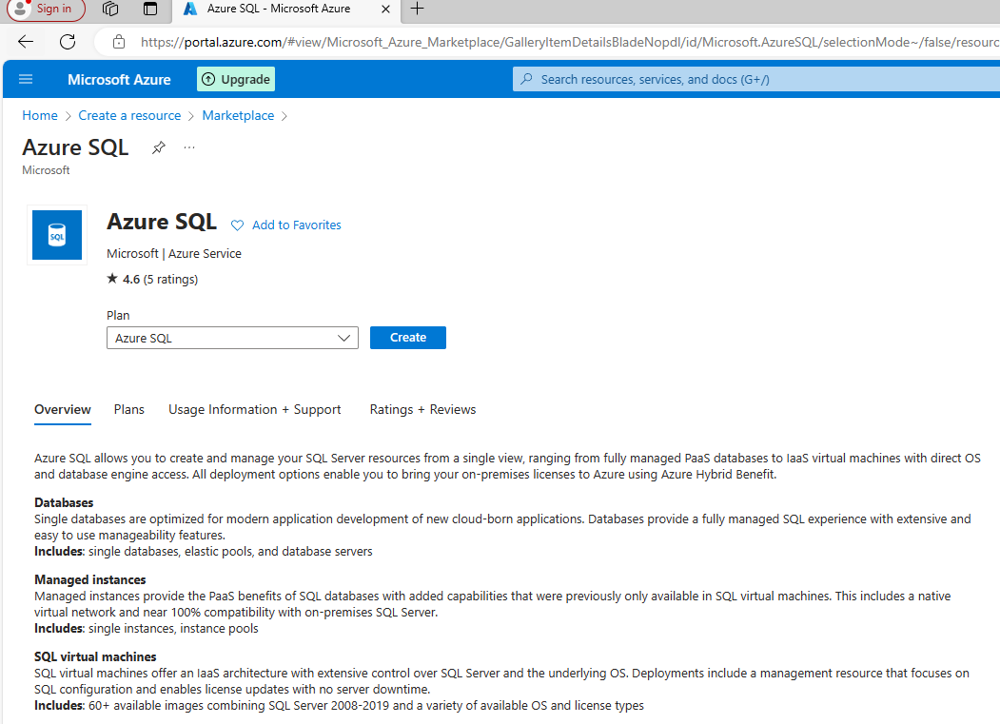 Sign in
Azure SQL - Microsoft Azure
https://portal.azure.com/#view/Microsoft_Azure_Marketplace/GalleryItemDetailsBladeNopdl/id/Microsoft.AzureSQL/selectionMode~/false/resourc
Microsoft Azure
Upgrade
Search resources, services, and docs (G+/)
Home > Create a resource > Marketplace >
Azure SQL
Microsoft
SQL
Azure SQL
Add to Favorites
Microsoft | Azure Service
★ 4.6 (5 ratings)
Plan
Azure SQL
Create
Overview
Plans
Usage Information + Support
Ratings + Reviews
Azure SQL allows you to create and manage your SQL Server resources from a single view, ranging from fully managed PaaS databases to IaaS virtual machines with direct OS
and database engine access. All deployment options enable you to bring your on-premises licenses to Azure using Azure Hybrid Benefit.
Databases
Single databases are optimized for modern application development of new cloud-born applications. Databases provide a fully managed SQL experience with extensive and
easy to use manageability features.
Includes: single databases, elastic pools, and database servers
Managed instances
Managed instances provide the PaaS benefits of SQL databases with added capabilities that were previously only available in SQL virtual machines. This includes a native
virtual network and near 100% compatibility with on-premises SQL Server.
Includes: single instances, instance pools
SQL virtual machines
SQL virtual machines offer an IaaS architecture with extensive control over SQL Server and the underlying OS. Deployments include a management resource that focuses on
SQL configuration and enables license updates with no server downtime.
Includes: 60+ available images combining SQL Server 2008-2019 and a variety of available OS and license types